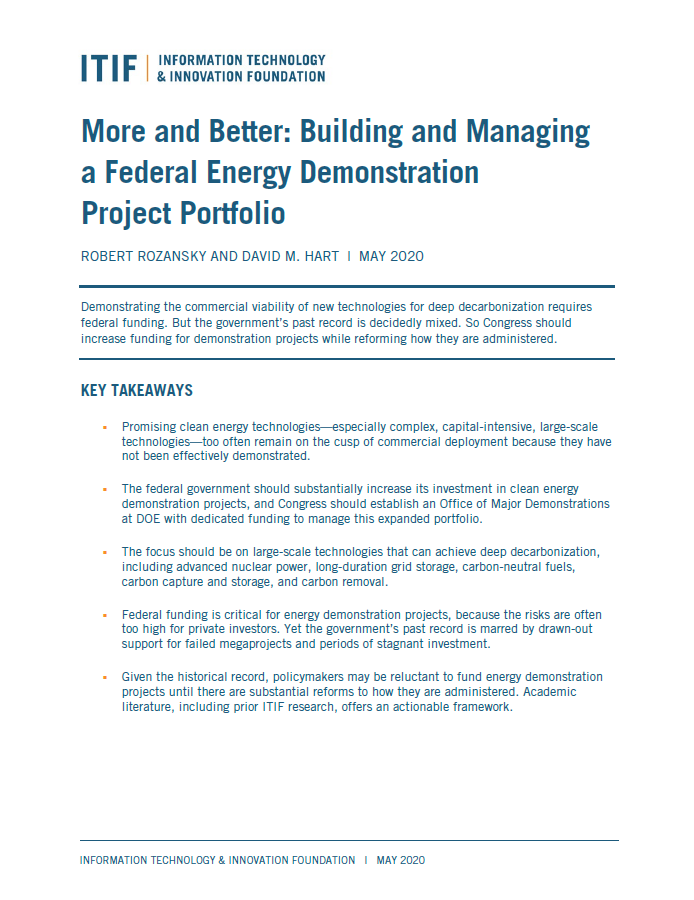 ITIF | INFORMATION TECHNOLOGY
& INNOVATION FOUNDATION
More and Better: Building and Managing
a Federal Energy Demonstration
Project Portfolio
ROBERT ROZANSKY AND DAVID M. HART | MAY 2020
Demonstrating the commercial viability of new technologies for deep decarbonization requires
federal funding. But the government's past record is decidedly mixed. So Congress should
increase funding for demonstration projects while reforming how they are administered.
KEY TAKEAWAYS
▪ Promising clean energy technologies—especially complex, capital-intensive, large-scale
technologies—too often remain on the cusp of commercial deployment because they have
not been effectively demonstrated.
▪ The federal government should substantially increase its investment in clean energy
demonstration projects, and Congress should establish an Office of Major Demonstrations
at DOE with dedicated funding to manage this expanded portfolio.
▪ The focus should be on large-scale technologies that can achieve deep decarbonization,
including advanced nuclear power, long-duration grid storage, carbon-neutral fuels,
carbon capture and storage, and carbon removal.
▪ Federal funding is critical for energy demonstration projects, because the risks are often
too high for private investors. Yet the government's past record is marred by drawn-out
support for failed megaprojects and periods of stagnant investment.
▪ Given the historical record, policymakers may be reluctant to fund energy demonstration
projects until there are substantial reforms to how they are administered. Academic
literature, including prior ITIF research, offers an actionable framework.
INFORMATION TECHNOLOGY & INNOVATION FOUNDATION | MAY 2020